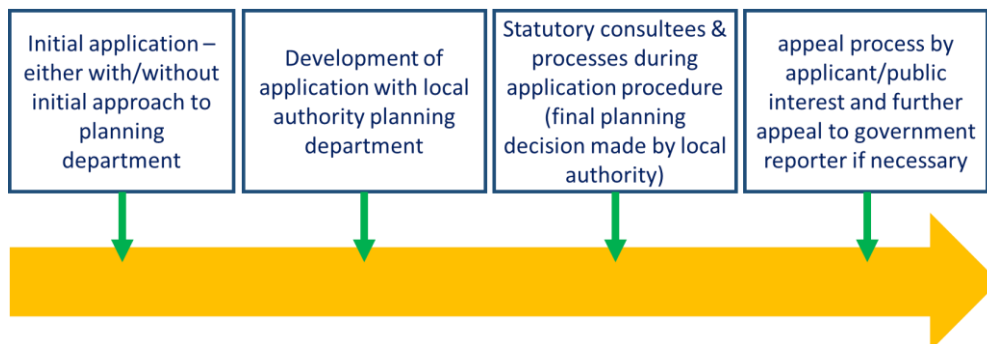 Initial application –
either with/without
initial approach to
planning
department
Development of
application with local
authority planning
department
Statutory consultees &
processes during
application procedure
(final planning
decision made by local
authority)
appeal process by
applicant/public
interest and further
appeal to government
reporter if necessary